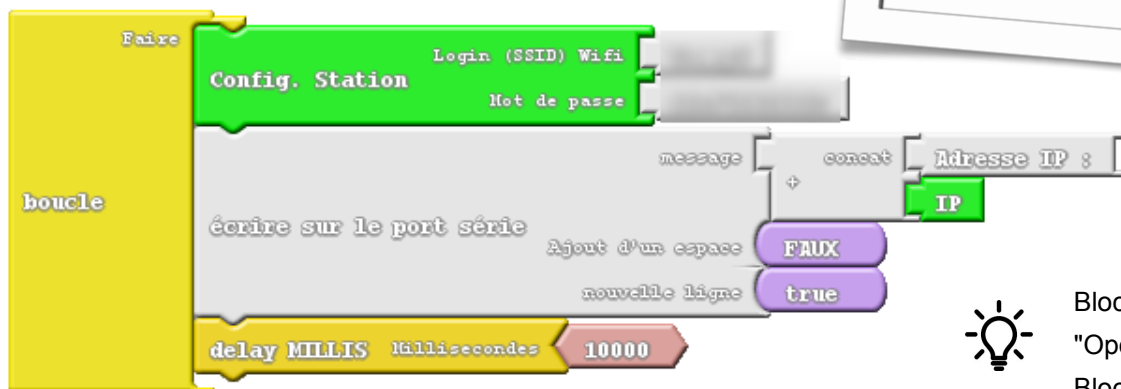 Faire
Login (SSID) Wifi
Config. Station
Mot de passe
message
concat
Adresse IP :
+
IP
boucle
écrire sur le port série
Ajout d'un espace
FAUX
nouvelle ligne
true
delay MILLIS Millisecondes 10000
Bloc
"Ope
Bloc